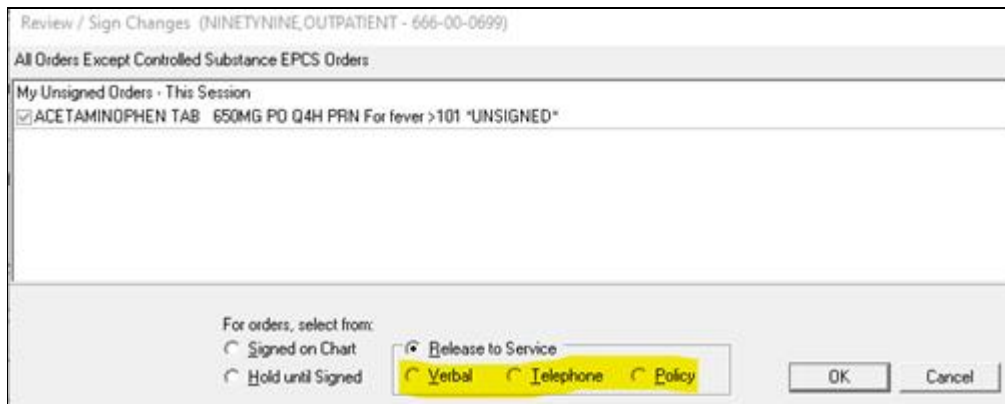 Review / Sign Changes (NINETYNINE,OUTPATIENT - 666-00-0699)
All Orders Except Controlled Substance EPCS Orders
My Unsigned Orders - This Session
ACETAMINOPHEN TAB 650MG PO Q4H PRN For fever >101 *UNSIGNED*
For orders, select from:
Signed on Chart Release to Service
Hold until Signed Verbal Telephone Policy OK Cancel